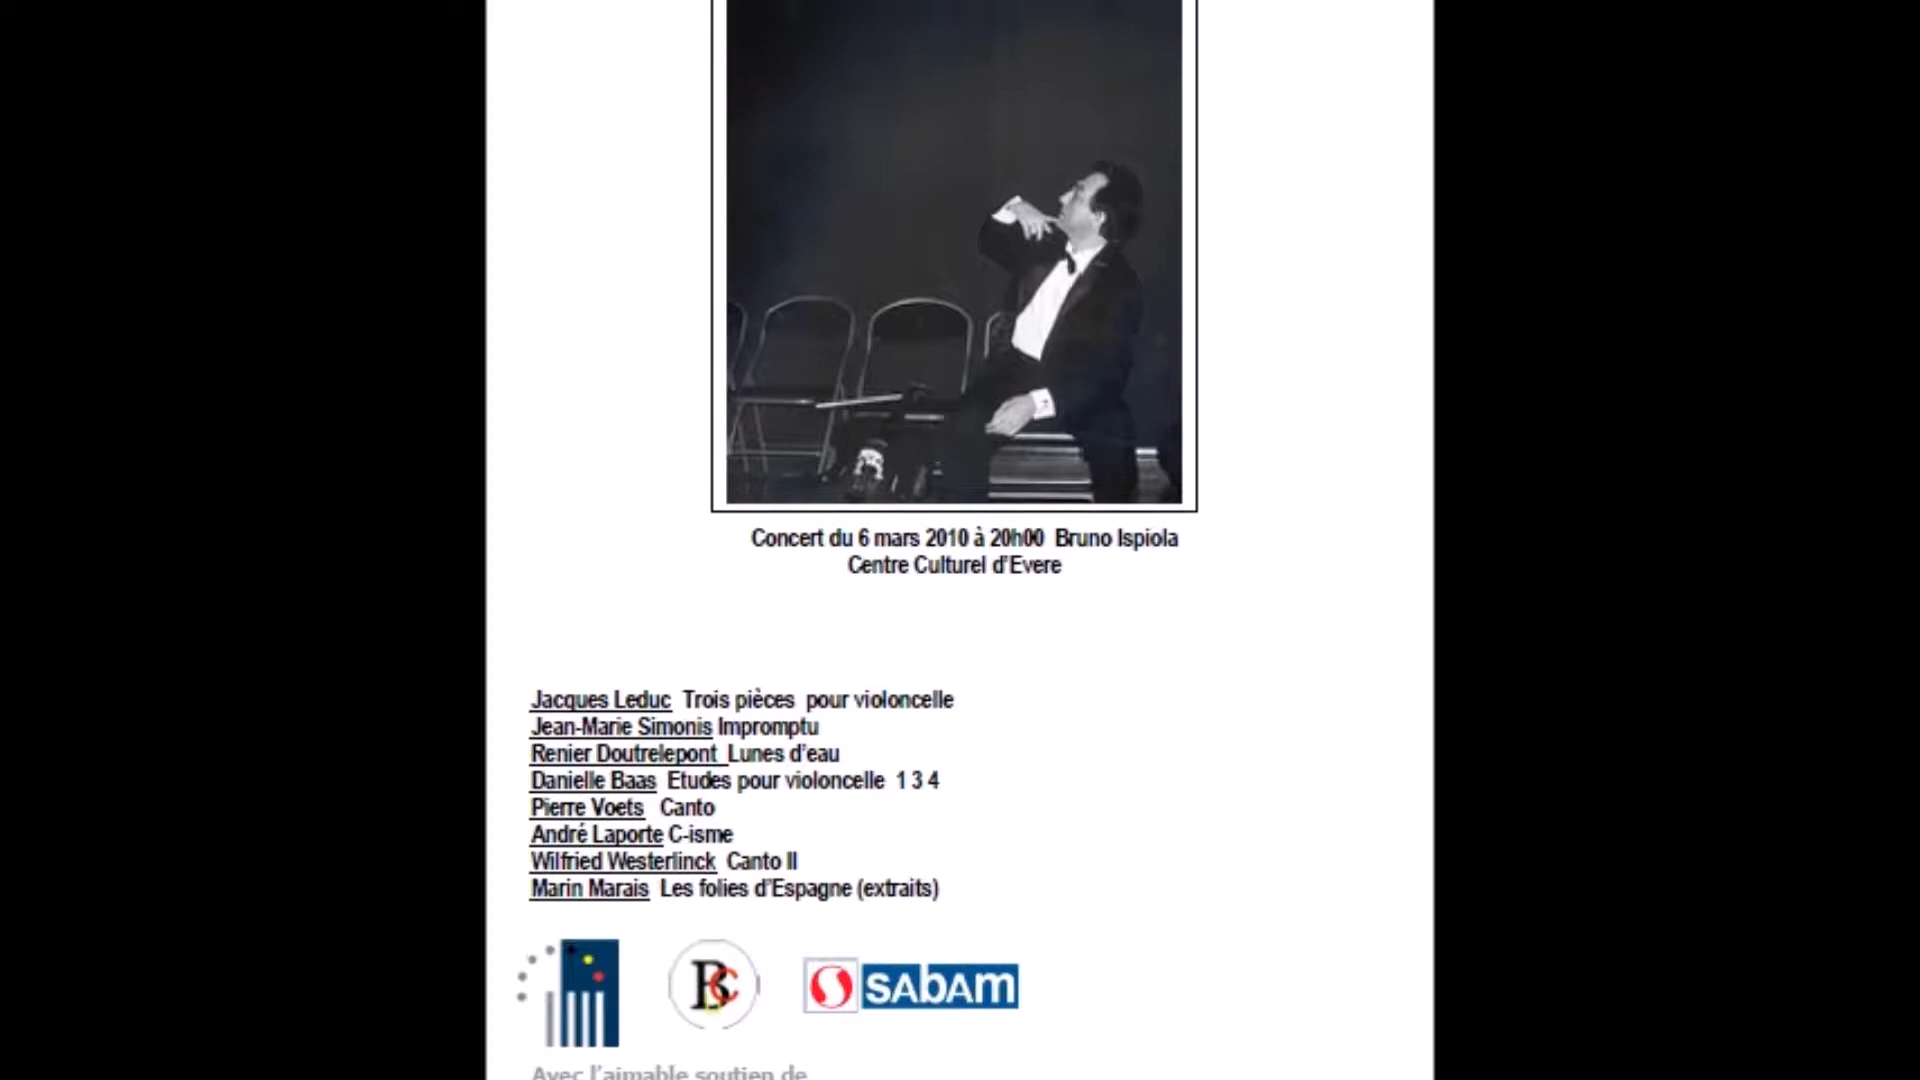 Concert du 6 mars 2010 à 20h00 Bruno Ispiola
Centre Culturel d'Evere
Jacques Leduc Trois pièces pour violoncelle
Jean-Marie Simonis Impromptu
Renier Doutrelepont Lunes d'eau
Danielle Baas Etudes pour violoncelle 1 3 4
Pierre Voets Canto
André Laporte C-isme
Wilfried Westerlinck Canto II
Marin Marais Les folies d'Espagne (extraits)
BC
sabam
Avec l'aimable soutien de